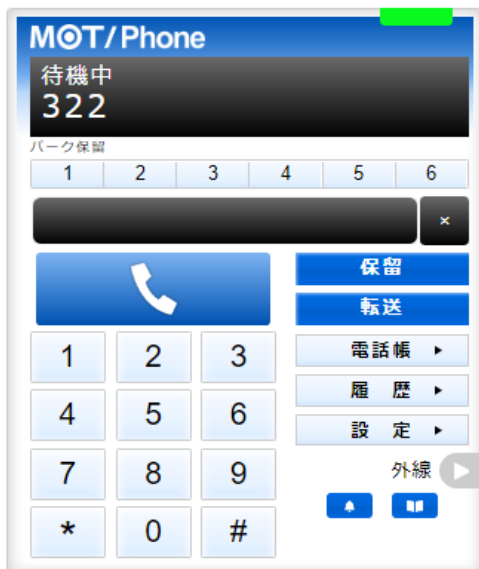 MOT/Phone
待機中
322
パーク保留
1 2 3 4 5 6
×
保留
転送
1 2 3
電話帳
履 歴
4 5 6
設 定
7 8 9
外線
* 0 #